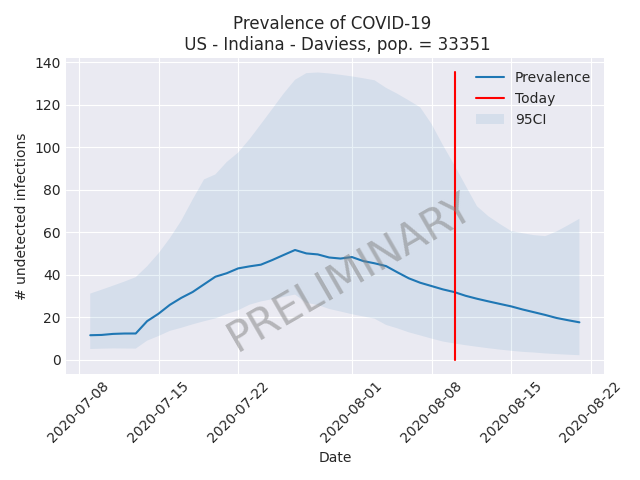 Prevalence of COVID-19
US - Indiana - Daviess, pop. = 33351
140
120
100
80
60
40
20
0
# undetected infections
Prevalence
Today
95CI
PRELIMINARY
2020-07-08
2020-07-15
2020-07-22
2020-08-01
2020-08-08
2020-08-15
2020-08-22
Date